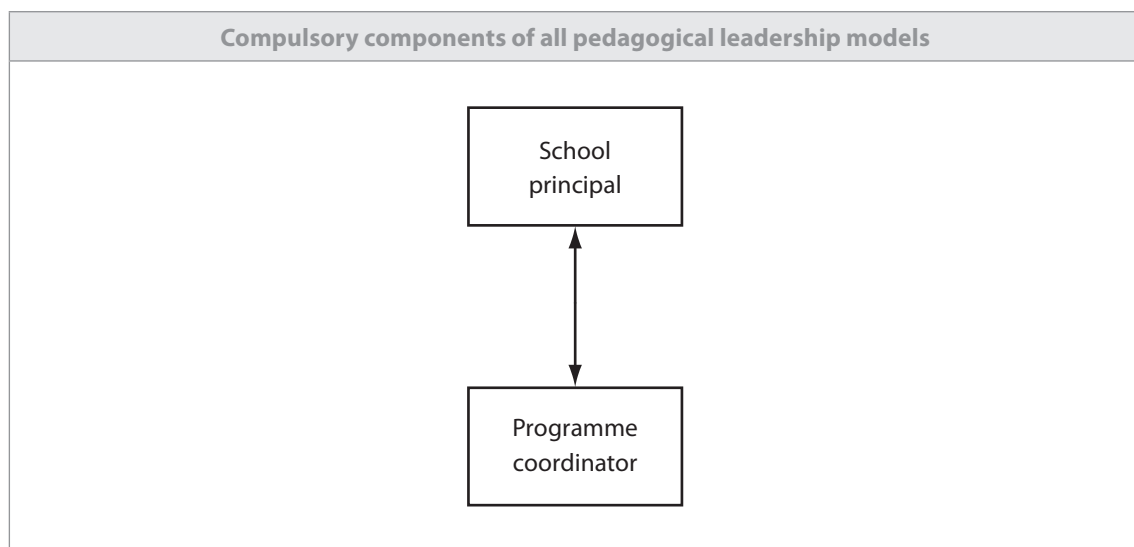 Compulsory components of all pedagogical leadership models
School
principal
Programme
coordinator